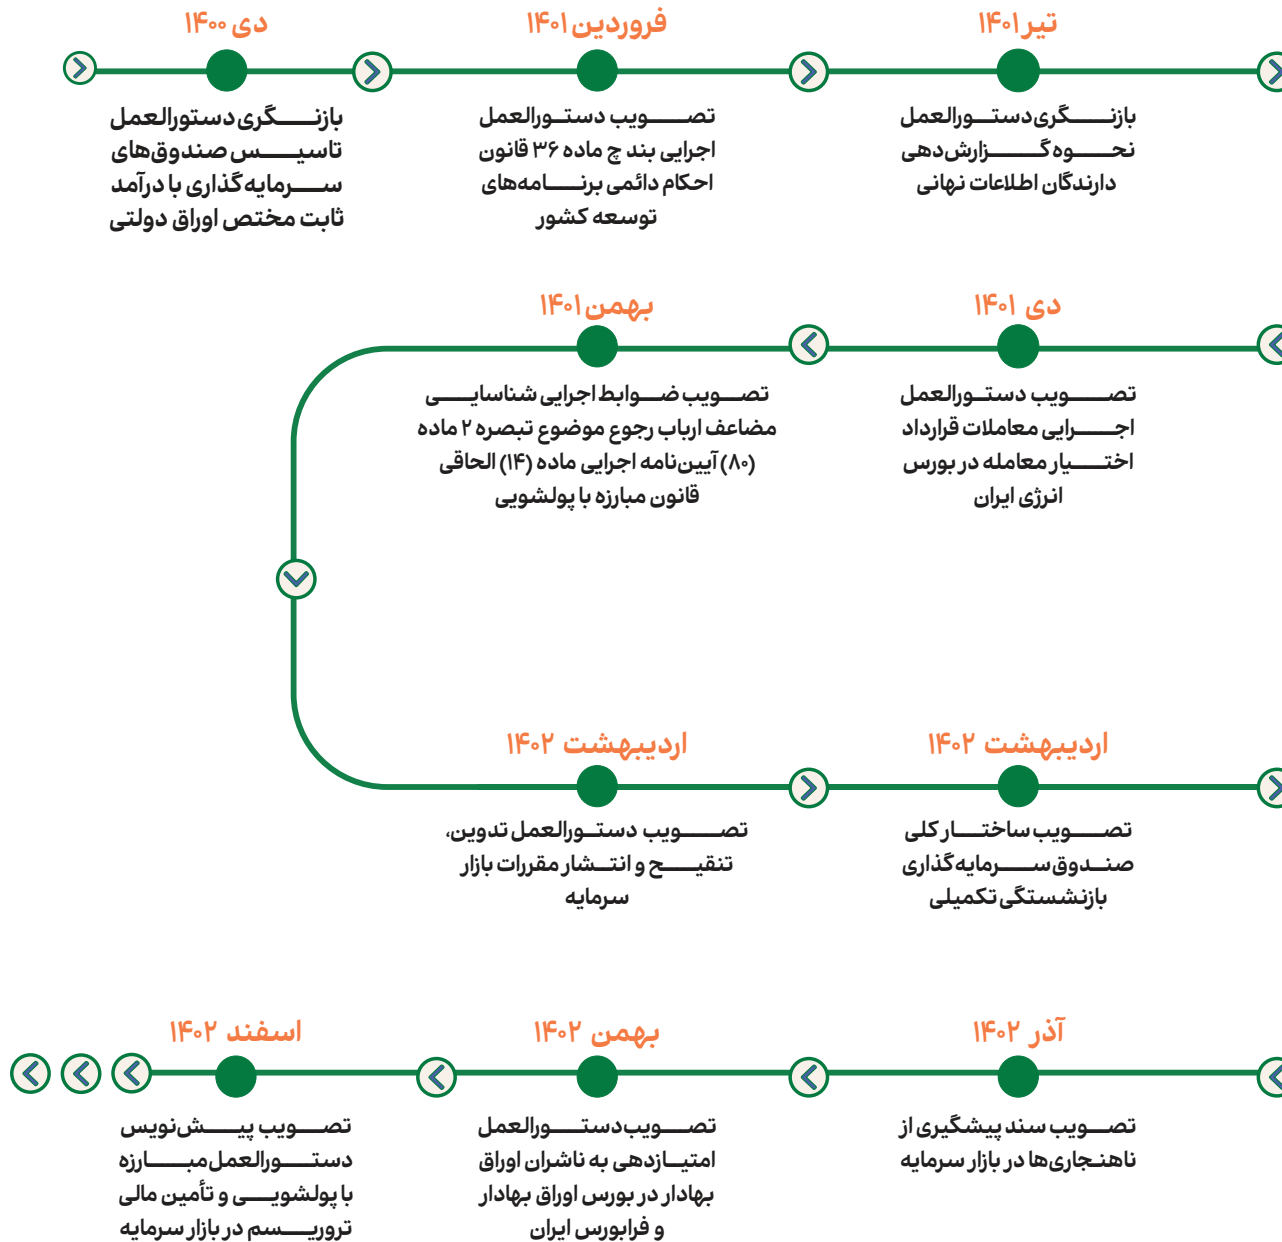 دی ۱۴۰۰
بازنگری دستورالعمل
تاسیس صندوق‌های
سرمایه‌گذاری با درآمد
ثابت مختص اوراق دولتی
فروردین ۱۴۰۱
تصویب دستورالعمل
اجرایی بند چ ماده ۳۶ قانون
احکام دائمی برنامه‌های
توسعه کشور
تیر ۱۴۰۱
بازنگری دستورالعمل
نحوه گزارش‌دهی
دارندگان اطلاعات نهانی
دی ۱۴۰۱
تصویب دستورالعمل
اجرایی معاملات قرارداد
اختیار معامله در بورس
انرژی ایران
بهمن ۱۴۰۱
تصویب ضوابط اجرایی شناسایی
مضاعف ارباب رجوع موضوع تبصره ۲ ماده
(۸۰) آیین‌نامه اجرایی ماده (۱۴) الحاقی
قانون مبارزه با پولشویی
اردیبهشت ۱۴۰۲
تصویب دستورالعمل تدوین،
تنقیح و انتشار مقررات بازار
سرمایه
اردیبهشت ۱۴۰۲
تصویب ساختار کلی
صندوق سرمایه‌گذاری
بازنشستگی تکمیلی
آذر ۱۴۰۲
تصویب سند پیشگیری از
ناهنجاری‌ها در بازار سرمایه
بهمن ۱۴۰۲
تصویب دستورالعمل
امتیازدهی به ناشران اوراق
بهادار در بورس اوراق بهادار
و فرابورس ایران
اسفند ۱۴۰۲
تصویب پیش‌نویس
دستورالعمل مبارزه
با پولشویی و تأمین مالی
تروریسم در بازار سرمایه